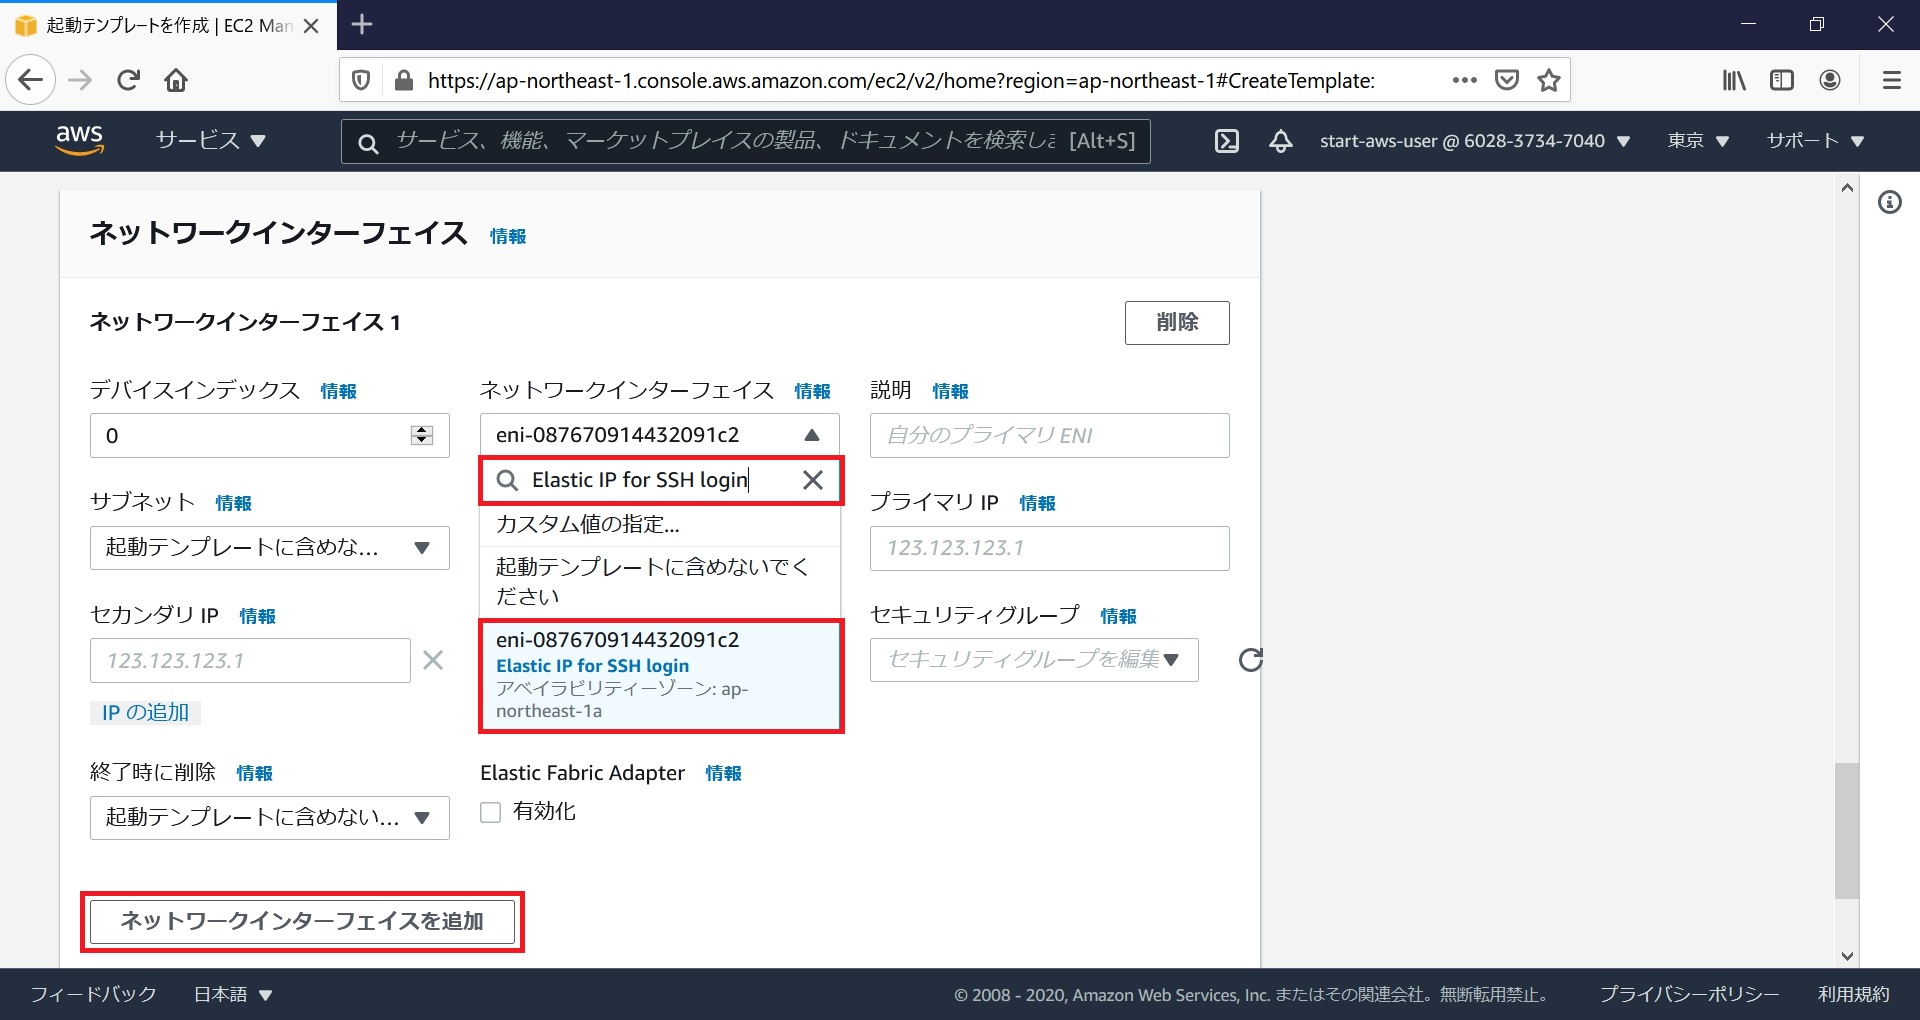 起動テンプレートを作成 | EC2 Man
https://ap-northeast-1.console.aws.amazon.com/ec2/v2/home?region=ap-northeast-1#CreateTemplate:
aws
サービス
サービス、機能、マーケットプレイスの製品、ドキュメントを検索しま [Alt+S]
start-aws-user @ 6028-3734-7040
東京
サポート
ネットワークインターフェイス 情報
ネットワークインターフェイス 1
削除
デバイスインデックス 情報
0
ネットワークインターフェイス 情報
eni-087670914432091c2
Elastic IP for SSH login
カスタム値の指定...
起動テンプレートに含めないでく
ださい
eni-087670914432091c2
Elastic IP for SSH login
アベイラビリティーゾーン: ap-
northeast-1a
説明 情報
自分のプライマリ ENI
サブネット 情報
起動テンプレートに含めな...
プライマリ IP 情報
123.123.123.1
セカンダリ IP 情報
123.123.123.1
IP の追加
セキュリティグループ 情報
セキュリティグループを編集
終了時に削除 情報
起動テンプレートに含めない...
Elastic Fabric Adapter 情報
有効化
ネットワークインターフェイスを追加
フィードバック
日本語
© 2008 - 2020, Amazon Web Services, Inc. またはその関連会社。無断転用禁止。
プライバシーポリシー
利用規約